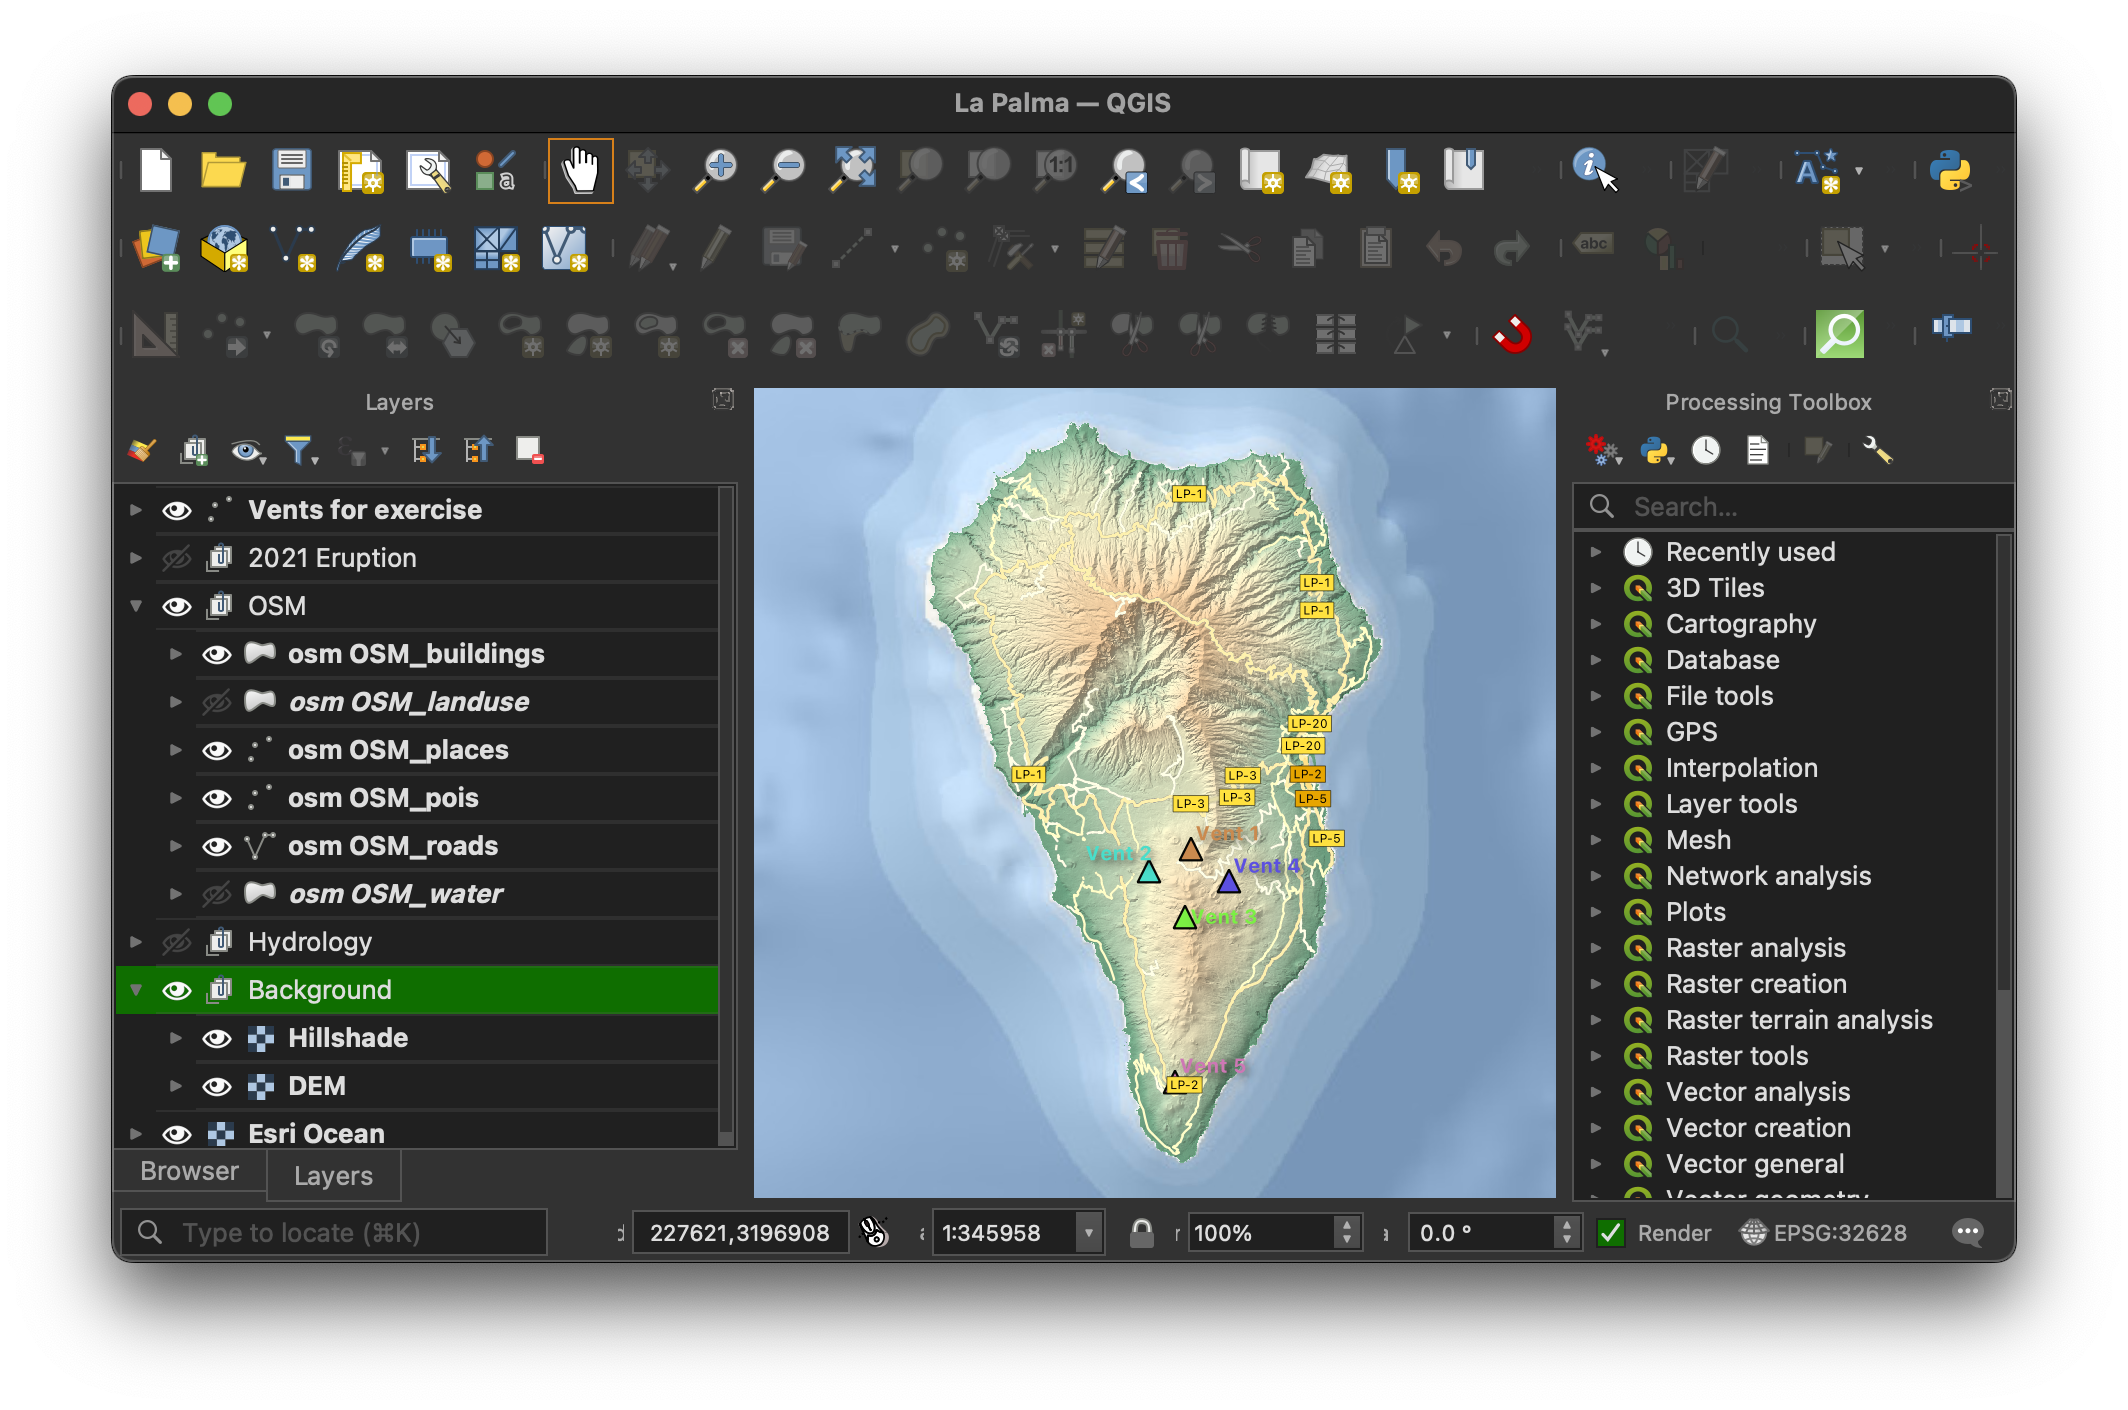 La Palma — QGIS
1:1
abc
Layers
Processing Toolbox
Search...
Vents for exercise
2021 Eruption
OSM
osm OSM_buildings
osm OSM_landuse
osm OSM_places
osm OSM_pois
osm OSM_roads
osm OSM_water
Hydrology
Background
Hillshade
DEM
Esri Ocean
Browser
Layers
LP-1
LP-1
LP-1
LP-20
LP-20
LP-1
LP-3
LP-2
LP-3
LP-5
LP-3
Vent 1
LP-5
Vent 2
Vent 4
Vent 3
Vent 5
LP-2
Recently used
3D Tiles
Cartography
Database
File tools
GPS
Interpolation
Layer tools
Mesh
Network analysis
Plots
Raster analysis
Raster creation
Raster terrain analysis
Raster tools
Vector analysis
Vector creation
Vector general
Vector geometry
Type to locate (⌘K)
227621,3196908
1:345958
100%
0.0 °
Render
EPSG:32628